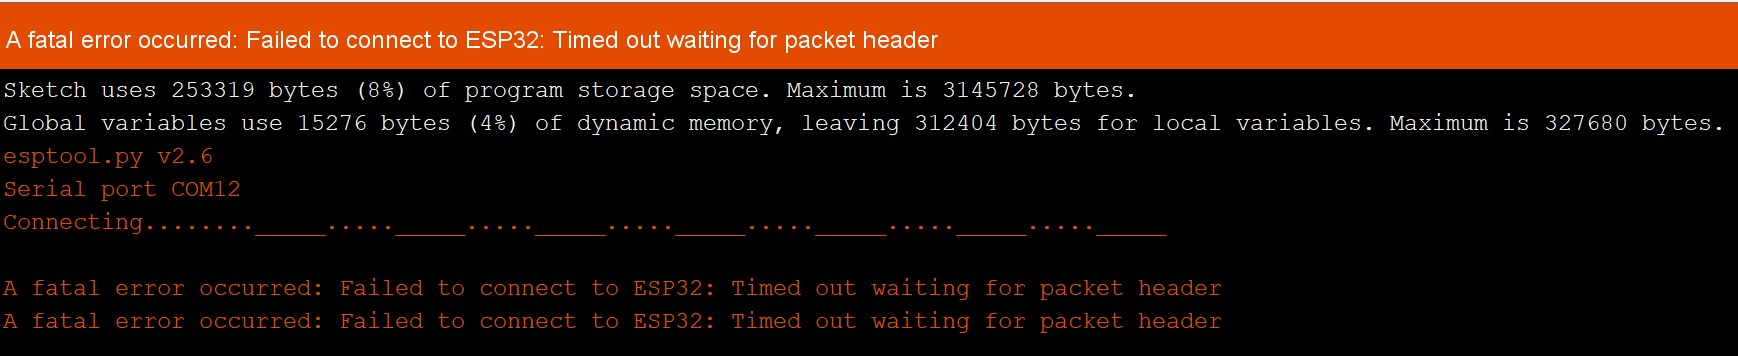 A fatal error occurred: Failed to connect to ESP32: Timed out waiting for packet header
Sketch uses 253319 bytes (8%) of program storage space. Maximum is 3145728 bytes.
Global variables use 15276 bytes (4%) of dynamic memory, leaving 312404 bytes for local variables. Maximum is 327680 bytes.
esptool.py v2.6
Serial port COM12
Connecting........_____....._____....._____....._____....._____....._____....._____
A fatal error occurred: Failed to connect to ESP32: Timed out waiting for packet header
A fatal error occurred: Failed to connect to ESP32: Timed out waiting for packet header